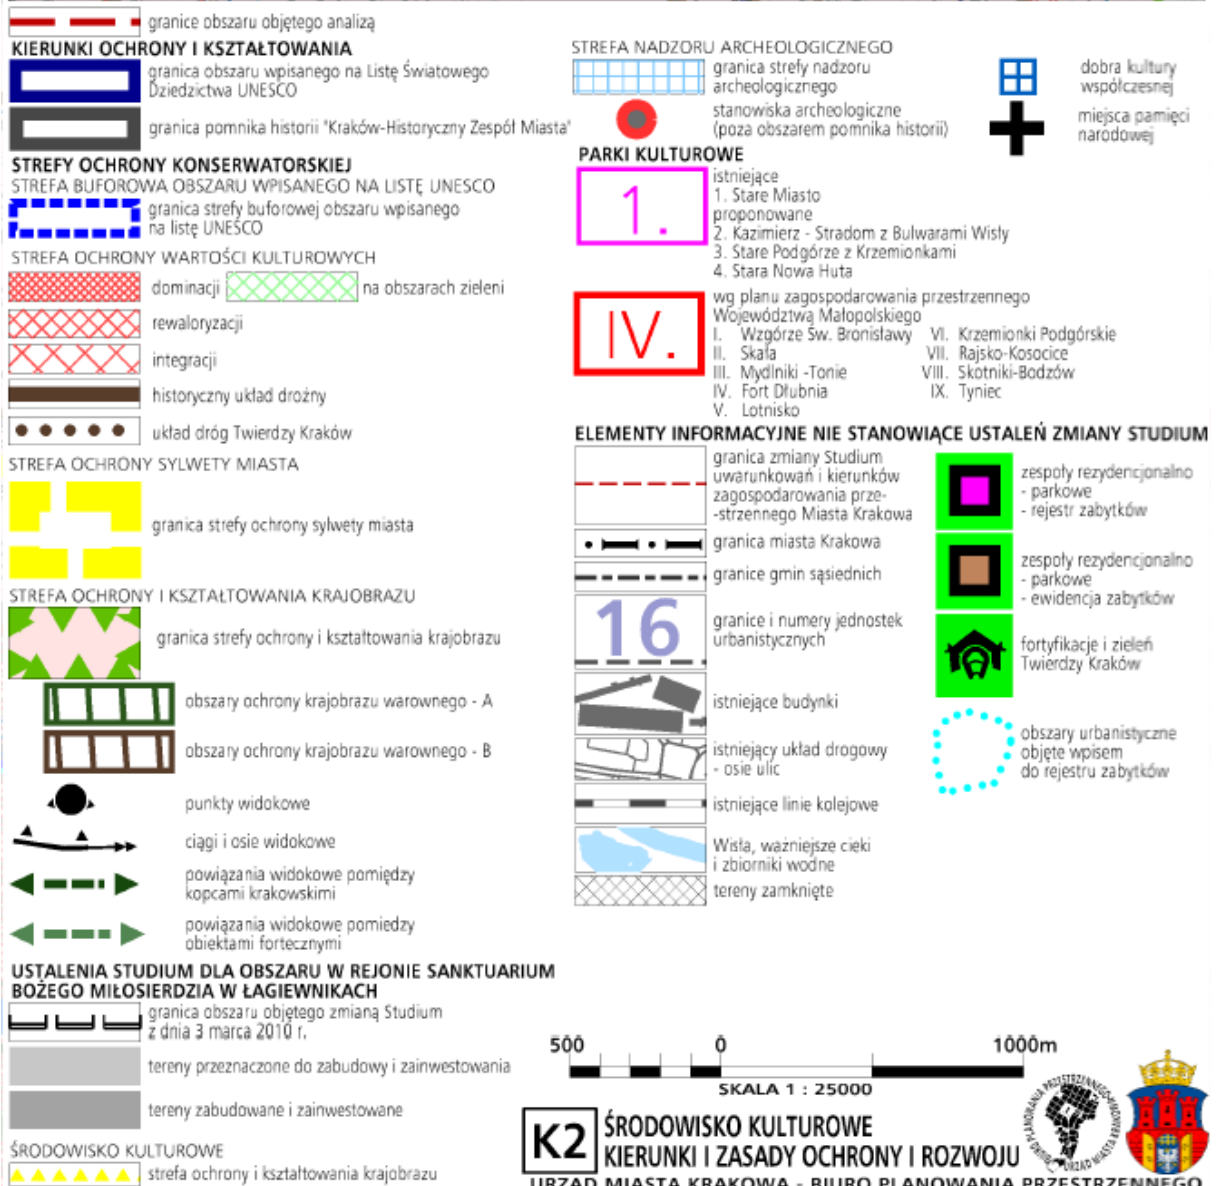 granice obszaru objętego analizą
KIERUNKI OCHRONY I KSZTAŁTOWANIA
granica obszaru wpisanego na Listę Światowego
Dziedzictwa UNESCO
granica pomnika historii "Kraków-Historyczny Zespół Miasta"
STREFY OCHRONY KONSERWATORSKIEJ
STREFA BUFOROWA OBSZARU WPISANEGO NA LISTĘ UNESCO
granica strefy buforowej obszaru wpisanego
na listę UNESCO
STREFA OCHRONY WARTOŚCI KULTUROWYCH
dominacji
na obszarach zieleni
rewaloryzacji
integracji
historyczny układ drożny
układ dróg Twierdzy Kraków
STREFA OCHRONY SYLWETY MIASTA
granica strefy ochrony sylwety miasta
STREFA OCHRONY I KSZTAŁTOWANIA KRAJOBRAZU
granica strefy ochrony i kształtowania krajobrazu
obszary ochrony krajobrazu warownego - A
obszary ochrony krajobrazu warownego - B
punkty widokowe
ciągi i osie widokowe
powiązania widokowe pomiędzy
kopcami krakowskimi
powiązania widokowe pomiedzy
obiektami fortecznymi
USTALENIA STUDIUM DLA OBSZARU W REJONIE SANKTUARIUM
BOŻEGO MIŁOSIERDZIA W ŁAGIEWNIKACH
granica obszaru objętego zmianą Studium
z dnia 3 marca 2010 r.
tereny przeznaczone do zabudowy i zainwestowania
tereny zabudowane i zainwestowane
ŚRODOWISKO KULTUROWE
strefa ochrony i kształtowania krajobrazu
STREFA NADZORU ARCHEOLOGICZNEGO
granica strefy nadzoru
archeologicznego
stanowiska archeologiczne
(poza obszarem pomnika historii)
dobra kultury
współczesnej
miejsca pamięci
narodowej
PARKI KULTUROWE
1.
istniejące
1. Stare Miasto
proponowane
2. Kazimierz - Stradom z Bulwarami Wisły
3. Stare Podgórze z Krzemionkami
4. Stara Nowa Huta
IV.
wg planu zagospodarowania przestrzennego
Województwa Małopolskiego
I. Wzgórze Św. Bronisławy
II. Skała
III. Mydlniki -Tonie
IV. Fort Dłubnia
V. Lotnisko
VI. Krzemionki Podgórskie
VII. Rajsko-Kosocice
VIII. Skotniki-Bodzów
IX. Tyniec
ELEMENTY INFORMACYJNE NIE STANOWIĄCE USTALEŃ ZMIANY STUDIUM
granica zmiany Studium
uwarunkowań i kierunków
zagospodarowania prze-
-strzennego Miasta Krakowa
granica miasta Krakowa
granice gmin sąsiednich
16
granice i numery jednostek
urbanistycznych
istniejące budynki
istniejący układ drogowy
- osie ulic
istniejące linie kolejowe
Wisła, ważniejsze cieki
i zbiorniki wodne
tereny zamknięte
zespoły rezydencjonalno
- parkowe
- rejestr zabytków
zespoły rezydencjonalno
- parkowe
- ewidencja zabytków
fortyfikacje i zieleń
Twierdzy Kraków
obszary urbanistyczne
objęte wpisem
do rejestru zabytków
500 0 1000m
SKALA 1 : 25000
K2
ŚRODOWISKO KULTUROWE
KIERUNKI I ZASADY OCHRONY I ROZWOJU
URZĄD MIASTA KRAKOWA - BIURO PLANOWANIA PRZESTRZENNEGO